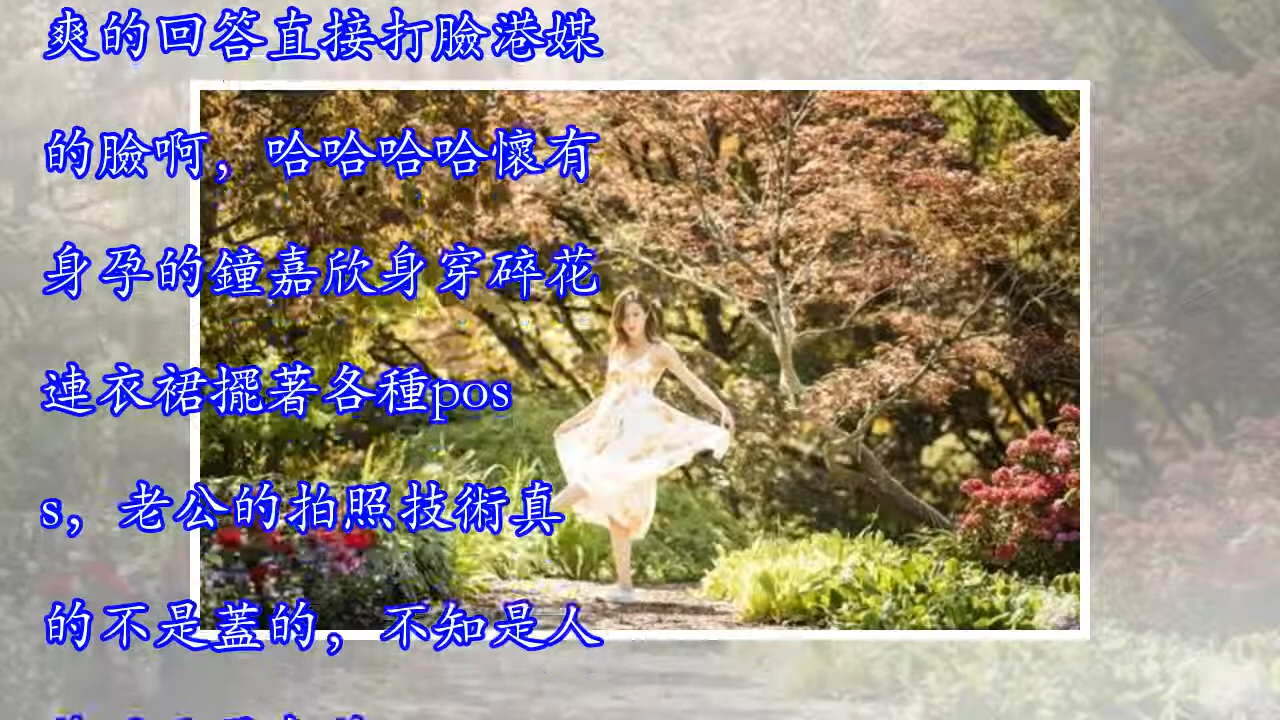 爽的回答直接打臉港媒
的臉啊，哈哈哈哈懷有
身孕的鐘嘉欣身穿碎花
連衣裙擺著各種pos
s，老公的拍照技術真
的不是蓋的，不知是人